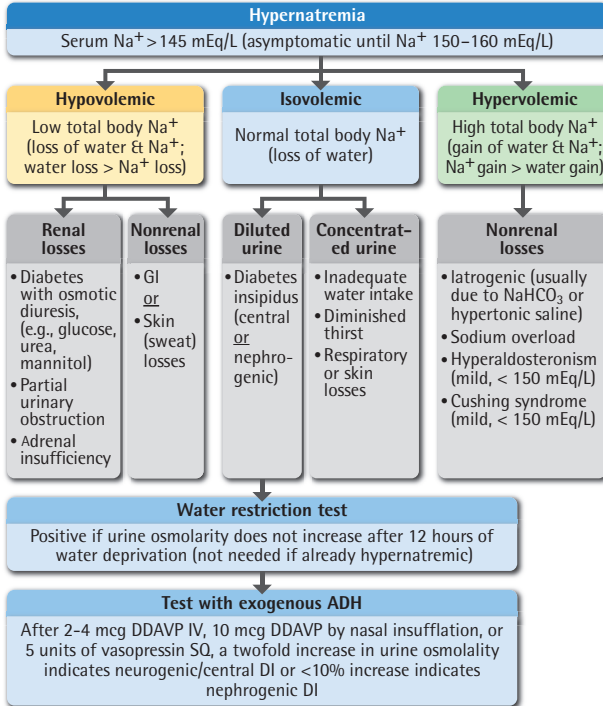 Hypernatremia
Serum Na⁺ > 145 mEq/L (asymptomatic until Na⁺ 150–160 mEq/L)
Hypovolemic
Low total body Na⁺
(loss of water & Na⁺;
water loss > Na⁺ loss)
Isovolemic
Normal total body Na⁺
(loss of water)
Hypervolemic
High total body Na⁺
(gain of water & Na⁺;
Na⁺ gain > water gain)
Renal
losses
• Diabetes
with osmotic
diuresis,
(e.g., glucose,
urea,
mannitol)
• Partial
urinary
obstruction
• Adrenal
insufficiency
Nonrenal
losses
• GI
or
• Skin
(sweat)
losses
Diluted
urine
• Diabetes
insipidus
(central
or
nephro-
genic)
Concentrat-
ed urine
• Inadequate
water intake
• Diminished
thirst
• Respiratory
or skin
losses
Nonrenal
losses
• Iatrogenic (usually
due to NaHCO₃ or
hypertonic saline)
• Sodium overload
• Hyperaldosteronism
(mild, < 150 mEq/L)
• Cushing syndrome
(mild, < 150 mEq/L)
Water restriction test
Positive if urine osmolarity does not increase after 12 hours of
water deprivation (not needed if already hypernatremic)
Test with exogenous ADH
After 2-4 mcg DDAVP IV, 10 mcg DDAVP by nasal insufflation, or
5 units of vasopressin SQ, a twofold increase in urine osmolality
indicates neurogenic/central DI or <10% increase indicates
nephrogenic DI